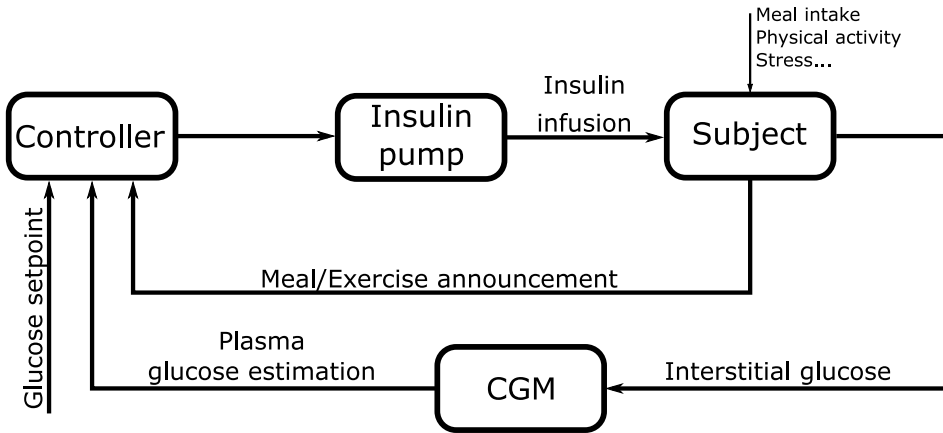 Meal intake
Physical activity
Stress...
Controller
Insulin
pump
Insulin
infusion
Subject
Glucose setpoint
Meal/Exercise announcement
Plasma
glucose estimation
CGM
Interstitial glucose